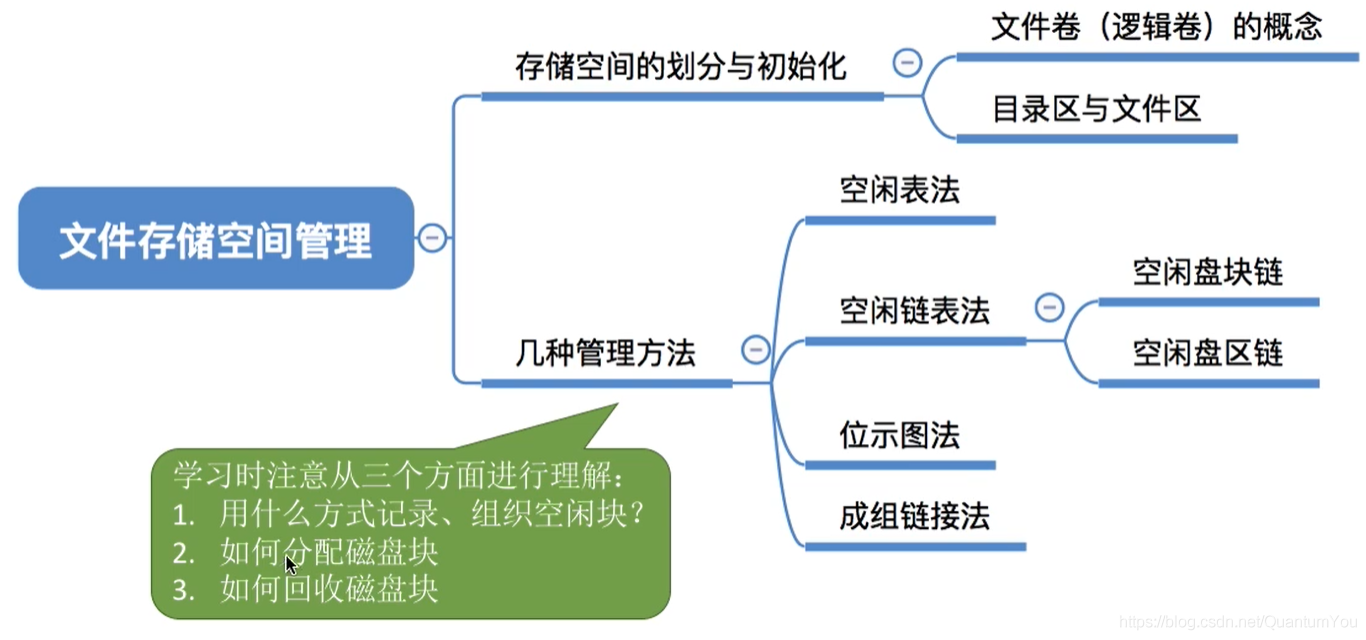 文件卷（逻辑卷）的概念
存储空间的划分与初始化
目录区与文件区
文件存储空间管理
空闲表法
空闲盘块链
空闲链表法
空闲盘区链
几种管理方法
位示图法
成组链接法
学习时注意从三个方面进行理解：
1. 用什么方式记录、组织空闲块？
2. 如何分配磁盘块
3. 如何回收磁盘块
https://blog.csdn.net/QuantumYou